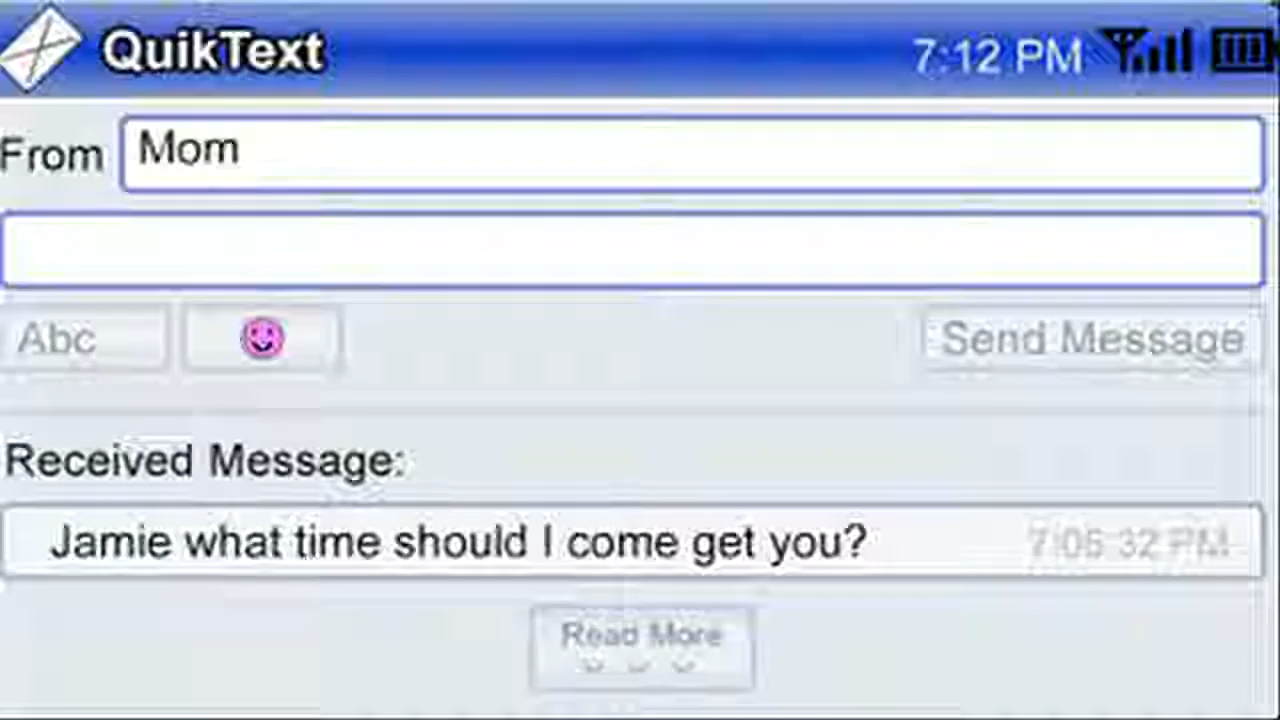 QuikText
7:12 PM
From Mom
Abc
Send Message
Received Message:
Jamie what time should I come get you?
7:06:32 PM
Read More